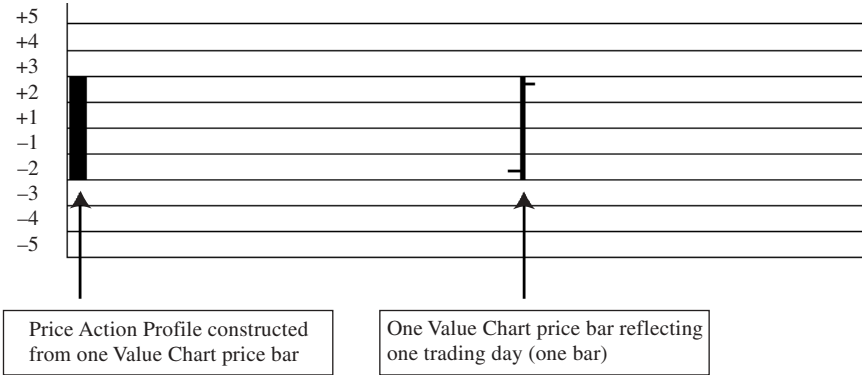 +5
+4
+3
+2
+1
–1
–2
–3
–4
–5
Price Action Profile constructed
from one Value Chart price bar
One Value Chart price bar reflecting
one trading day (one bar)